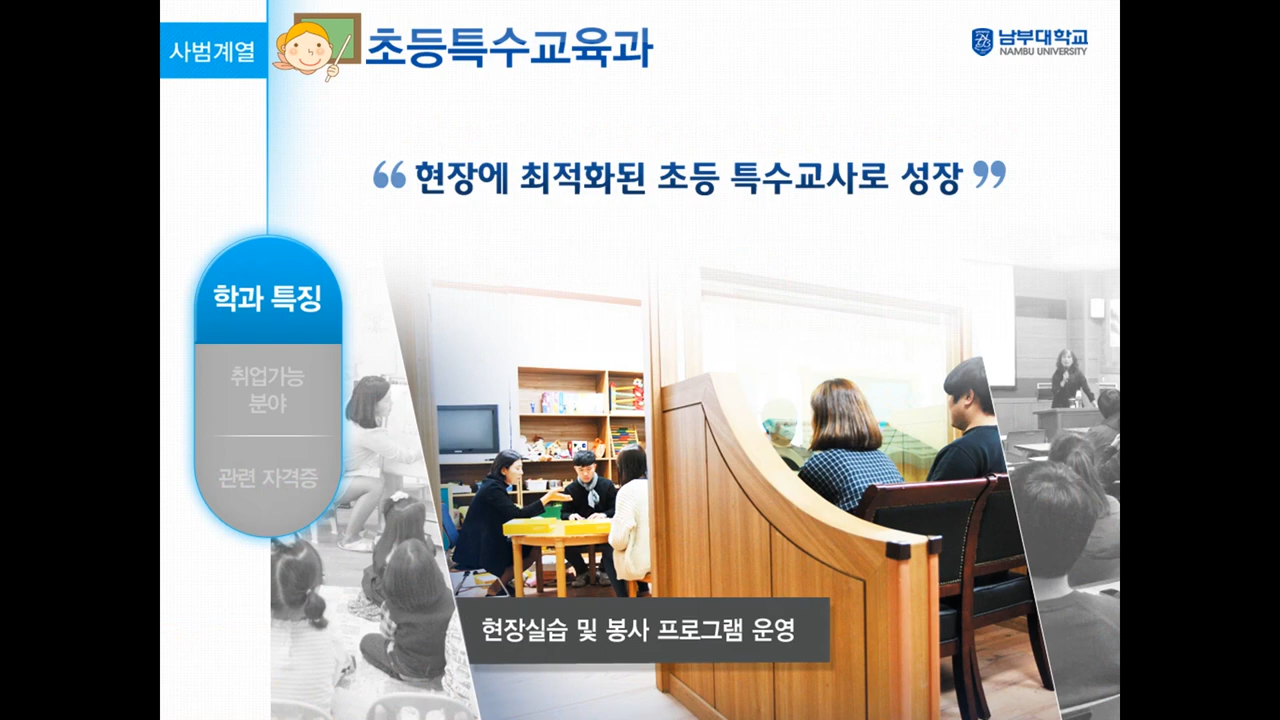 사범계열
초등특수교육과
남부대학교
NAMBU UNIVERSITY
“ 현장에 최적화된 초등 특수교사로 성장 ”
학과 특징
취업가능
분야
관련 자격증
현장실습 및 봉사 프로그램 운영